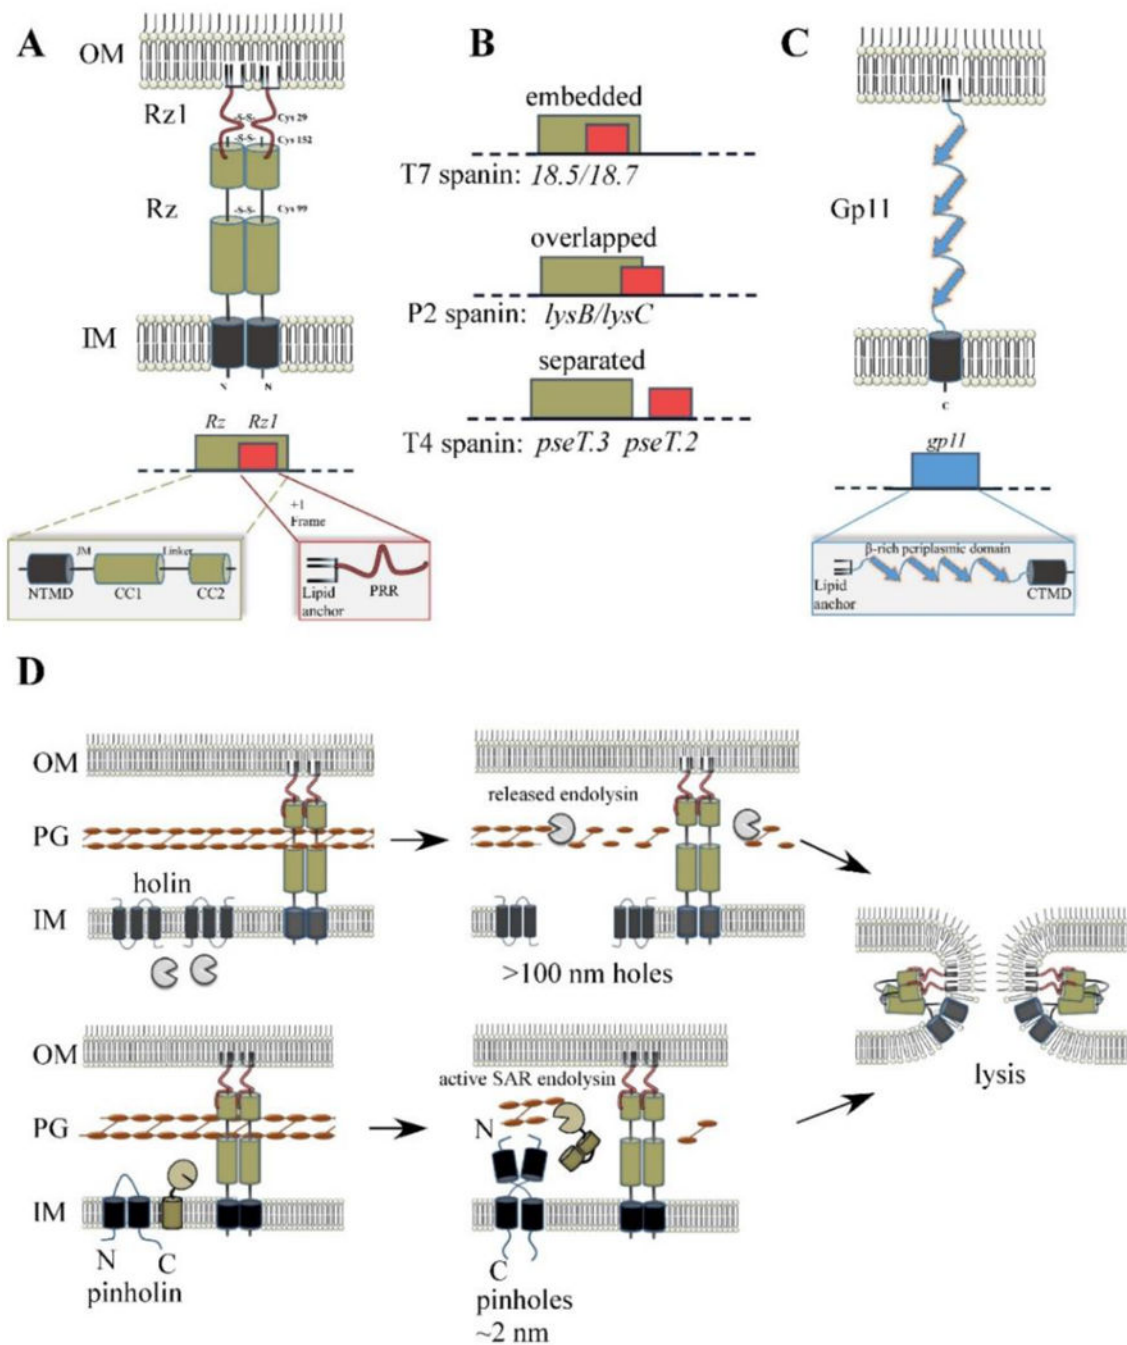 A
OM
Rz1
-S-S-
Cys 29
-S-S-
Cys 152
Rz
-S-S-
Cys 99
IM
N N
Rz Rz1
+1
Frame
JM
Linker
NTMD
CC1
CC2
Lipid
anchor
PRR
B
embedded
T7 spanin: 18.5/18.7
overlapped
P2 spanin: lysB/lysC
separated
T4 spanin: pseT.3 pseT.2
C
Gp11
C
gp11
β-rich periplasmic domain
Lipid
anchor
CTMD
D
OM
PG
holin
IM
released endolysin
>100 nm holes
OM
PG
IM
N C
pinholin
active SAR endolysin
N
C
pinholes
~2 nm
lysis